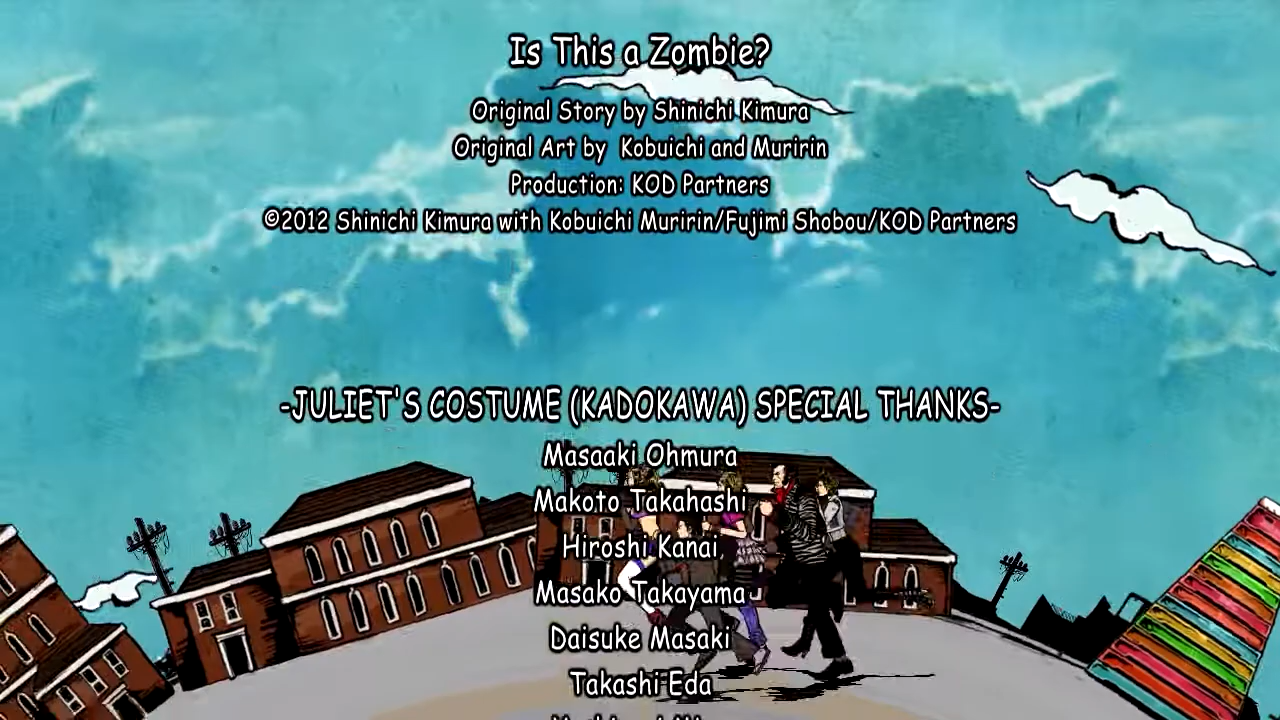 Is This a Zombie?
Original Story by Shinichi Kimura
Original Art by Kobuichi and Muririn
Production: KOD Partners
©2012 Shinichi Kimura with Kobuichi Muririn/Fujimi Shobou/KOD Partners
-JULIET'S COSTUME (KADOKAWA) SPECIAL THANKS-
Masaaki Ohmura
Makoto Takahashi
Hiroshi Kanai
Masako Takayama
Daisuke Masaki
Takashi Eda